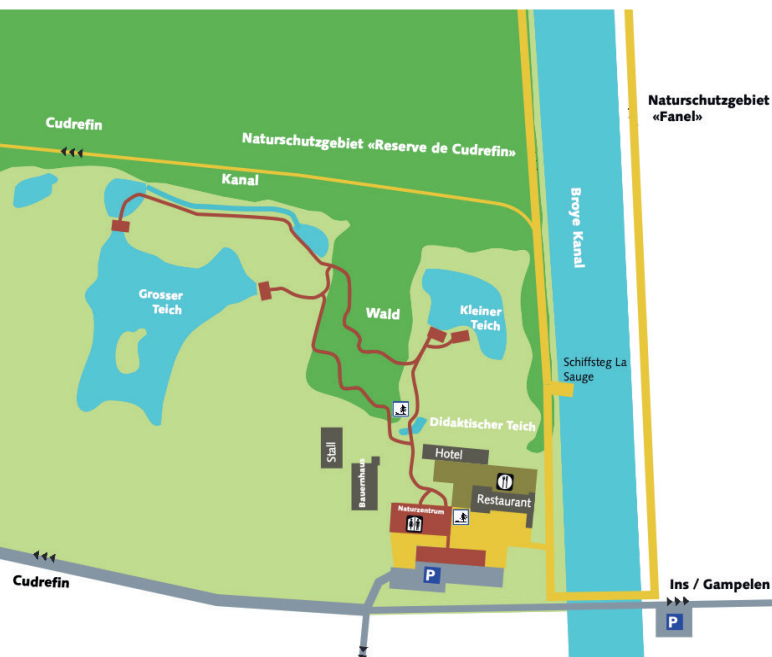 Naturschutzgebiet
«Fanel»
Cudrefin
Naturschutzgebiet «Reserve de Cudrefin»
Kanal
Broye Kanal
Grosser
Teich
Wald
Kleiner
Teich
Schiffsteg La
Sauge
Didaktischer Teich
Stall
Bauernhaus
Hotel
Restaurant
Naturzentrum
P
Cudrefin
Ins / Gampelen
P